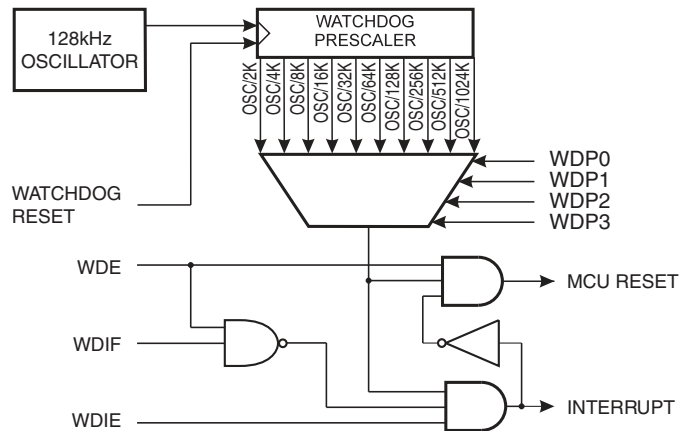 128kHz
OSCILLATOR
WATCHDOG
PRESCALER
OSC/2K
OSC/4K
OSC/8K
OSC/16K
OSC/32K
OSC/64K
OSC/128K
OSC/256K
OSC/512K
OSC/1024K
WDP0
WDP1
WDP2
WDP3
WATCHDOG
RESET
WDE
MCU RESET
WDIF
INTERRUPT
WDIE